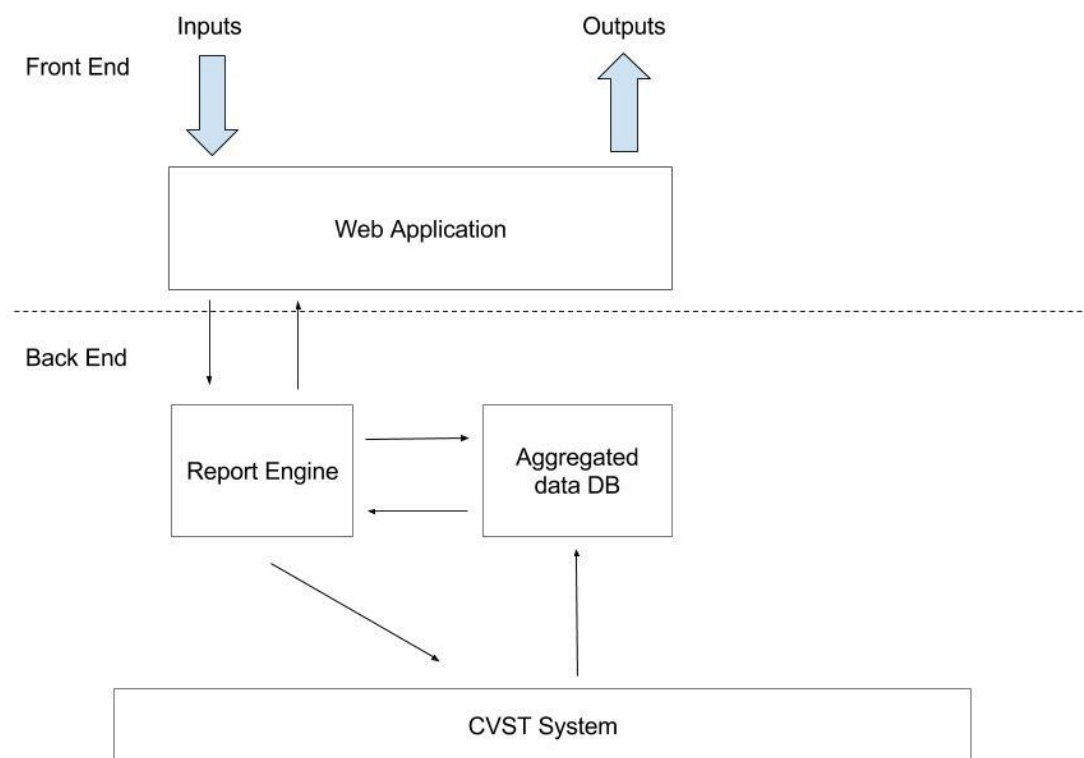 Inputs
Outputs
Front End
Web Application
Back End
Report Engine
Aggregated
data DB
CVST System